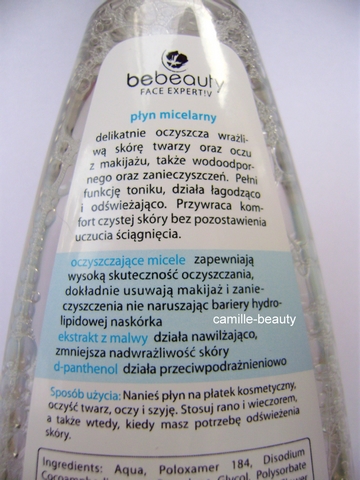 bebeauty
FACE EXPERT!V
płyn micelarny
delikatnie oczyszcza wrażli-
wą skórę twarzy oraz oczu
z makijażu, także wodoodpor-
nego oraz zanieczyszczeń. Pełni
funkcję toniku, działa łagodząco
i odświeżająco. Przywraca kom-
fort czystej skóry bez pozostawienia
uczucia ściągnięcia.
oczyszczające micele zapewniają
wysoką skuteczność oczyszczania,
dokładnie usuwają makijaż i zanie-
czyszczenia nie naruszając bariery hydro-
lipidowej naskórka
camille-beauty
ekstrakt z malwy działa nawilżająco,
zmniejsza nadwrażliwość skóry
d-panthenol działa przeciwpodrażnieniowo
Sposób użycia: Nanieś płyn na płatek kosmetyczny,
oczyść twarz, oczy i szyję. Stosuj rano i wieczorem,
a także wtedy, kiedy masz potrzebę odświeżenia
skóry.
Ingredients: Aqua, Poloxamer 184, Disodium
Glycol, Polysorbate